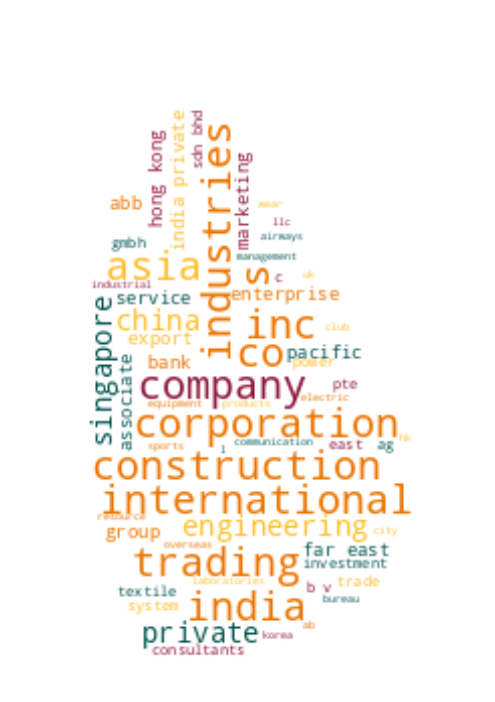 sdn bhd
india private
hong kong
industries
marketing
abb
wear
llc
airways
gmbh
management
asia
s
c
uk
industrial
enterprise
service
singapore
china
inc
club
export
co
pacific
associate
bank
power
company
pte
electric
equipment
products
corporation
hk
communication
east
ag
sports
l
construction
international
resource
engineering
group
city
overseas
far east
trading
investment
laboratories
trade
b v
textile
bureau
system
india
ab
private
korea
consultants